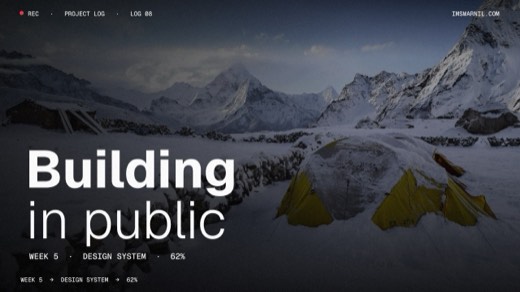 REC · PROJECT LOG · LOG 08
IMSWARNIL.COM
Building
in public
WEEK 5 · DESIGN SYSTEM · 62%
WEEK 5 → DESIGN SYSTEM → 62%